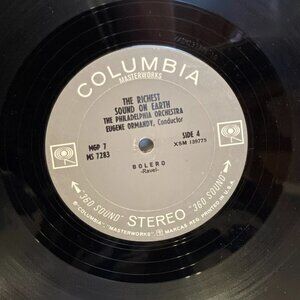 COLUMBIA
MASTERWORKS
THE RICHEST
SOUND ON EARTH
THE PHILADELPHIA ORCHESTRA
EUGENE ORMANDY, Conductor
MGP 7
MS 7283
SIDE 4
XSM 139775
BOLERO
-Ravel-
"360 SOUND" STEREO "360 SOUND"
® "COLUMBIA", "MASTERWORKS", MARCAS REG. PRINTED IN U.S.A.